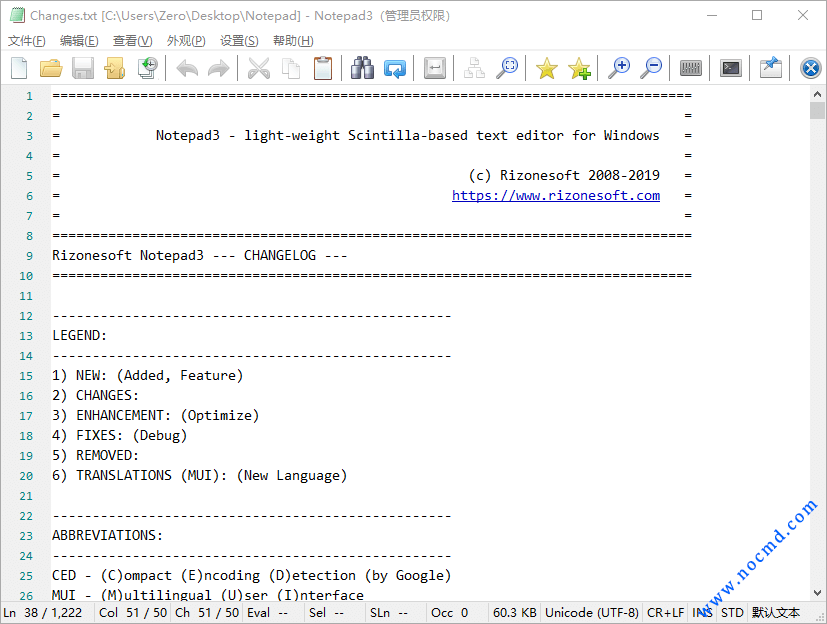 Changes.txt [C:\Users\Zero\Desktop\Notepad] - Notepad3 (管理员权限)
文件(F) 编辑(E) 查看(V) 外观(P) 设置(S) 帮助(H)
1 ================================================================================
2 = =
3 = Notepad3 - light-weight Scintilla-based text editor for Windows =
4 = =
5 = (c) Rizonesoft 2008-2019 =
6 = https://www.rizonesoft.com =
7 = =
8 ================================================================================
9 Rizonesoft Notepad3 --- CHANGELOG ---
10 ================================================================================
11
12 --------------------------------------------------
13 LEGEND:
14 --------------------------------------------------
15 1) NEW: (Added, Feature)
16 2) CHANGES:
17 3) ENHANCEMENT: (Optimize)
18 4) FIXES: (Debug)
19 5) REMOVED:
20 6) TRANSLATIONS (MUI): (New Language)
21
22 --------------------------------------------------
23 ABBREVIATIONS:
24 --------------------------------------------------
25 CED - (C)ompact (E)ncoding (D)etection (by Google)
26 MUI - (M)ultilingual (U)ser (I)nterface
www.nocmd.com
Ln 38 / 1,222 Col 51 / 50 Ch 51 / 50 Eval -- Sel -- SLn -- Occ 0 60.3 KB Unicode (UTF-8) CR+LF INS STD 默认文本